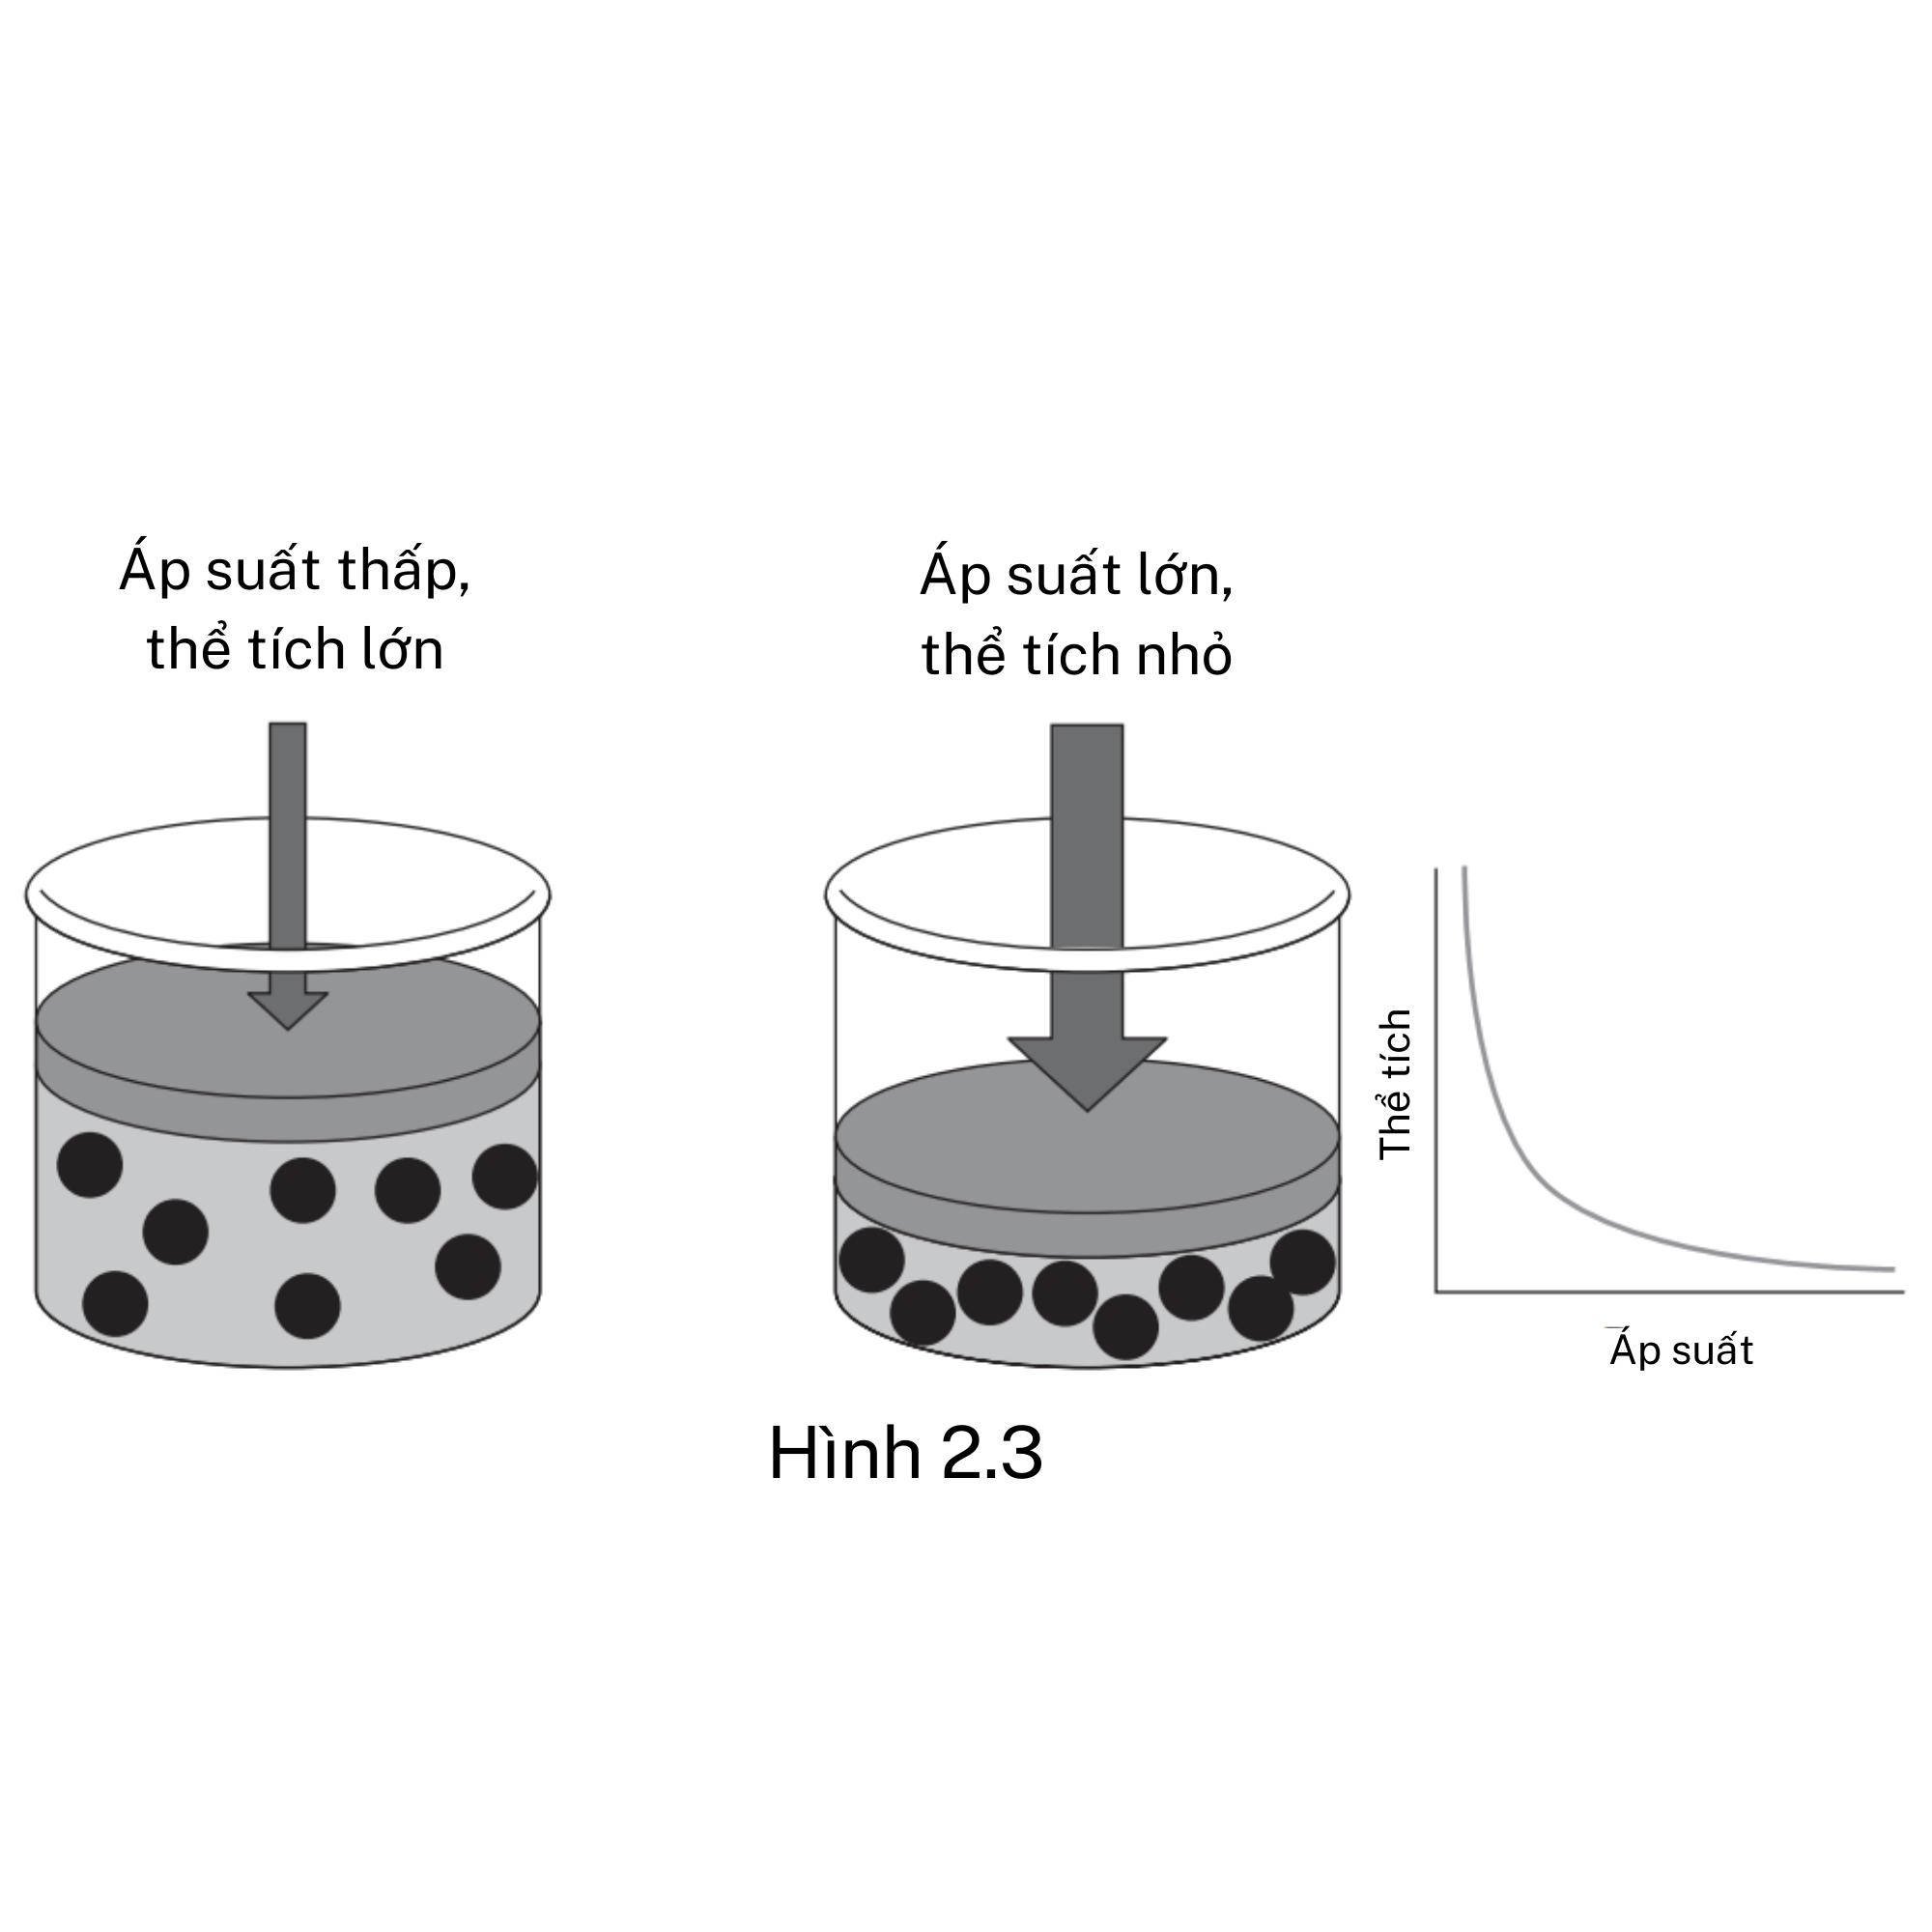 Áp suất thấp,
thể tích lớn
Áp suất lớn,
thể tích nhỏ
Thể tích
Áp suất
Hình 2.3